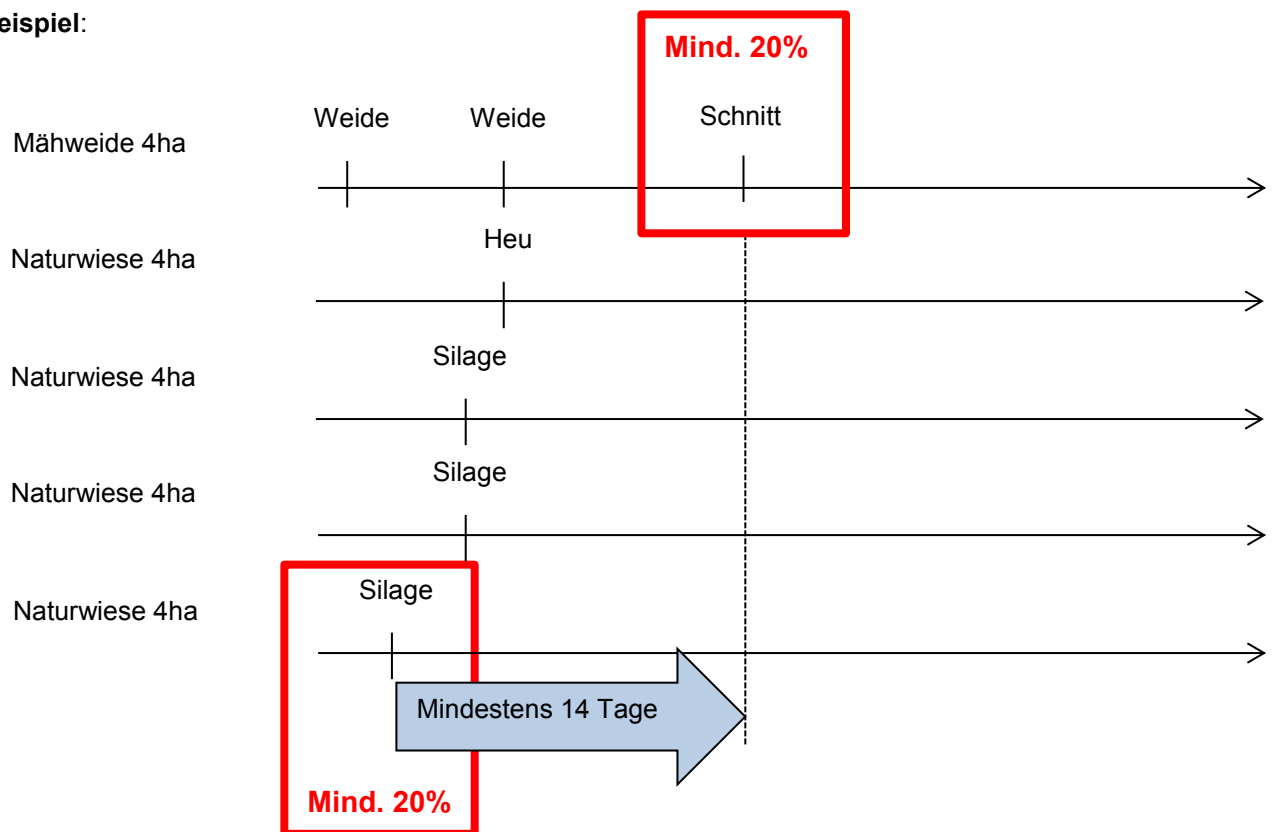 eispiel:
Mind. 20%
Weide Weide Schnitt
Mähweide 4ha
Heu
Naturwiese 4ha
Silage
Naturwiese 4ha
Silage
Naturwiese 4ha
Silage
Naturwiese 4ha
Mindestens 14 Tage
Mind. 20%